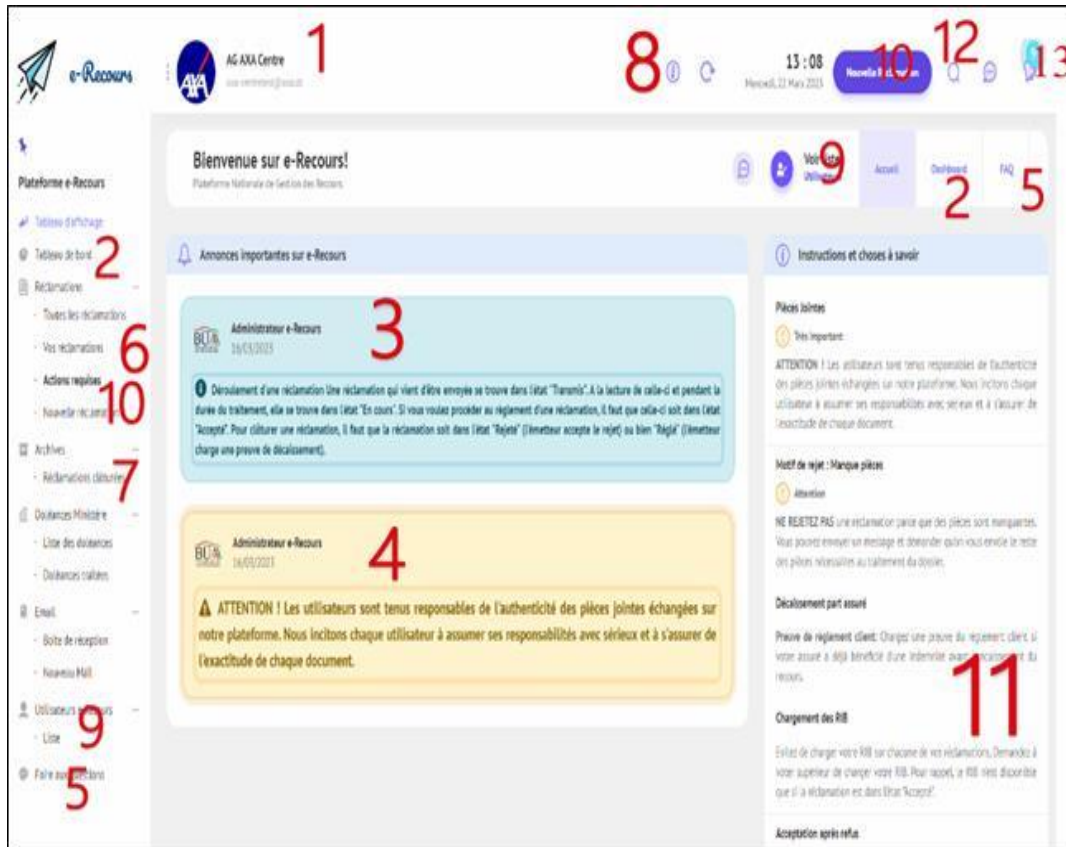 e-Recours
AG AXA Centre
1
AXA
8
13 : 08
Mercredi, 22 Mars 2023
Nouvelle Réclamation
10
12
13
Plateforme e-Recours
Tableau d'affichage
Tableau de bord
2
Réclamations
Toutes les réclamations
Vos réclamations
6
Actions requises
10
Nouvelle réclamation
Archives
7
Réclamations clôturées
Doléances Ministère
Liste des doléances
Doléances traitées
Email
Boite de réception
Nouveau Mail
Utilisateurs e-Recours
9
Liste
Foire aux questions
5
Bienvenue sur e-Recours!
Plateforme Nationale de Gestion des Recours
Voir liste
Utilisateurs
9
Accueil
Dashboard
2
FAQ
5
Annonces importantes sur e-Recours
Administrateur e-Recours
16/03/2023
3
Déroulement d'une réclamation Une réclamation qui vient d'être envoyée se trouve dans l'état "Transmis". A la lecture de celle-ci et pendant la
durée du traitement, elle se trouve dans l'état "En cours". Si vous voulez procéder au règlement d'une réclamation, il faut que celle-ci soit dans l'état
"Accepté". Pour clôturer une réclamation, il faut que la réclamation soit dans l'état "Rejeté" (l'émetteur accepte le rejet) ou bien "Réglé" (l'émetteur
charge une preuve de décaissement).
Administrateur e-Recours
16/03/2023
4
ATTENTION ! Les utilisateurs sont tenus responsables de l'authenticité des pièces jointes échangées sur
notre plateforme. Nous incitons chaque utilisateur à assumer ses responsabilités avec sérieux et à s'assurer de
l'exactitude de chaque document.
Instructions et choses à savoir
Pièces Jointes
Très important
ATTENTION ! Les utilisateurs sont tenus responsables de l'authenticité
des pièces jointes échangées sur notre plateforme. Nous incitons chaque
utilisateur à assumer ses responsabilités avec sérieux et à s'assurer de
l'exactitude de chaque document.
Motif de rejet : Manque pièces
Attention
NE REJETEZ PAS une réclamation parce que des pièces sont manquantes.
Vous pouvez envoyer un message et demander qu'on vous envoie le reste
des pièces nécessaires au traitement du dossier.
Décaissement part assuré
Preuve de règlement client: Chargez une preuve du règlement client si
votre assuré a déjà bénéficié d'une indemnité avant encaissement du
recours.
11
Chargement des RIB
Evitez de charger votre RIB sur chacune de vos réclamations. Demandez à
votre supérieur de charger votre RIB. Pour rappel, le RIB n'est disponible
que si la réclamation est dans l'état "Accepté".
Acceptation après refus